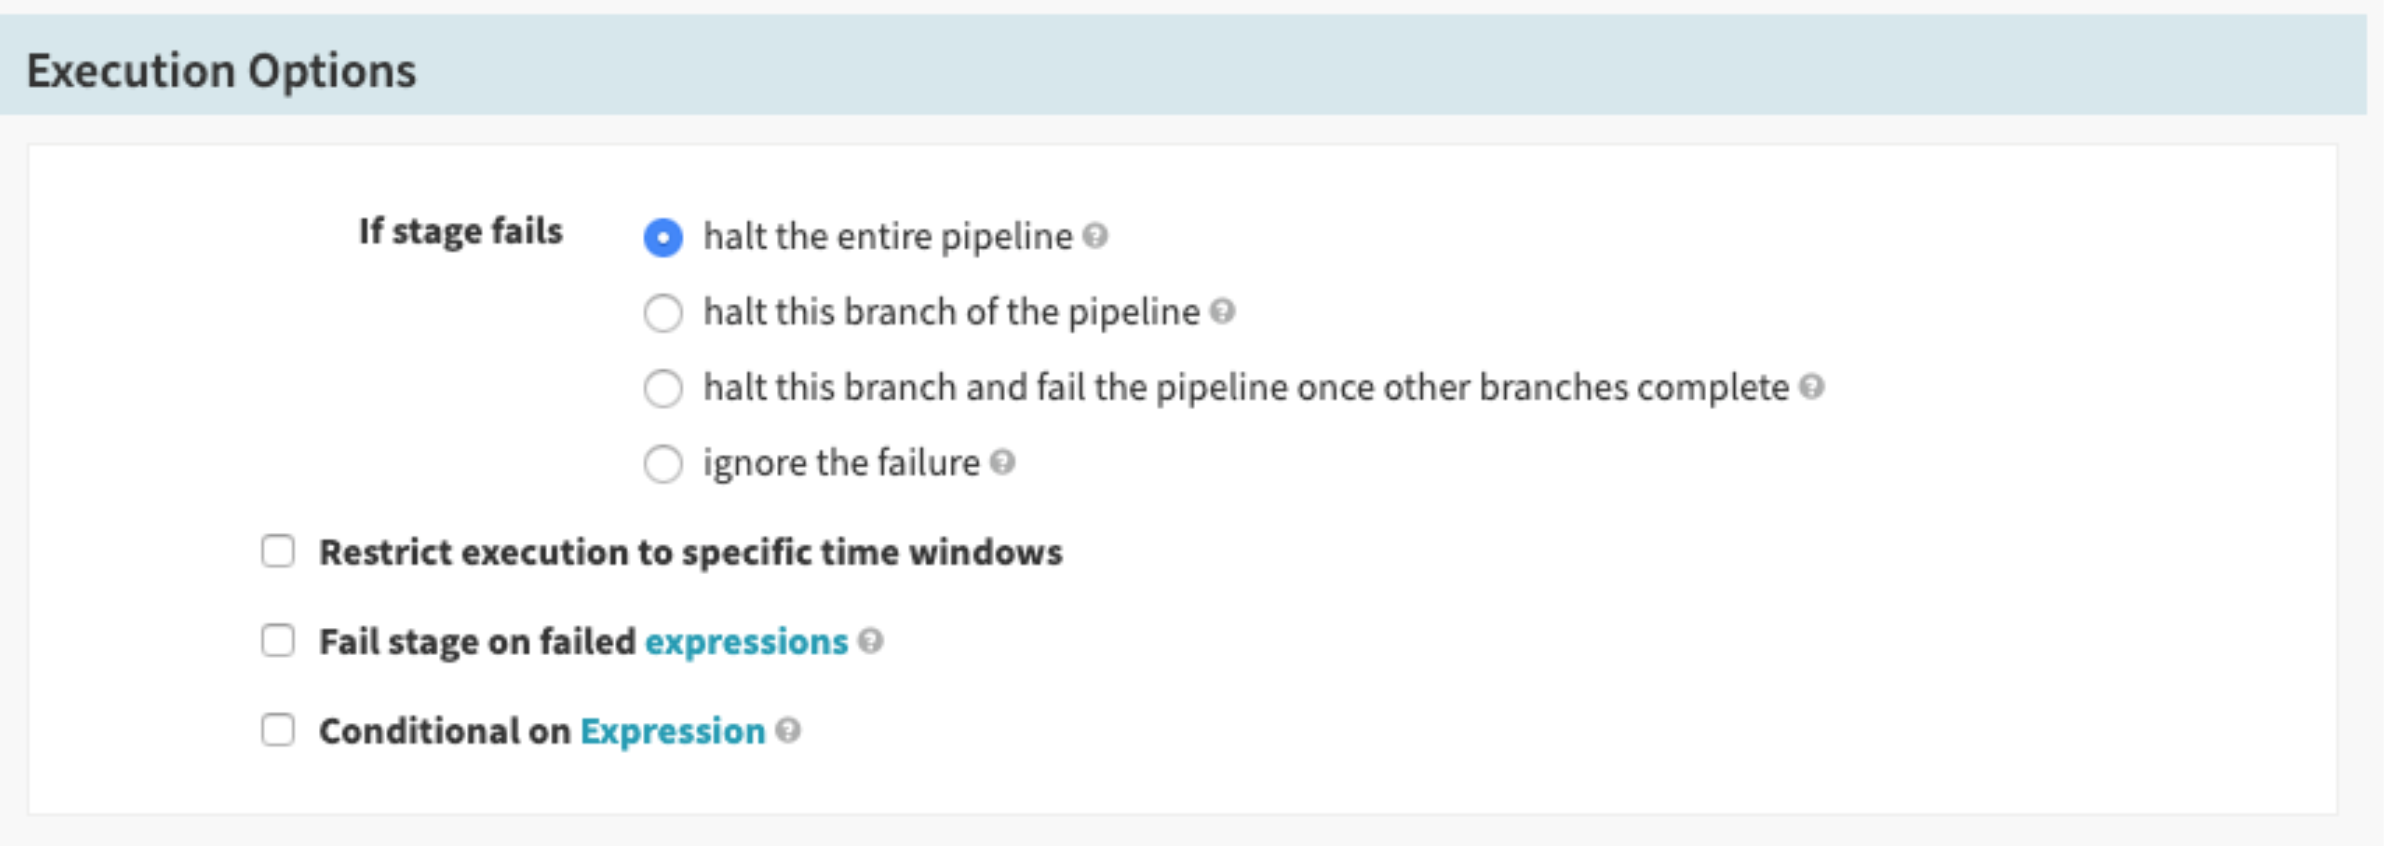 Execution Options
If stage fails
halt the entire pipeline
halt this branch of the pipeline
halt this branch and fail the pipeline once other branches complete
ignore the failure
Restrict execution to specific time windows
Fail stage on failed expressions
Conditional on Expression